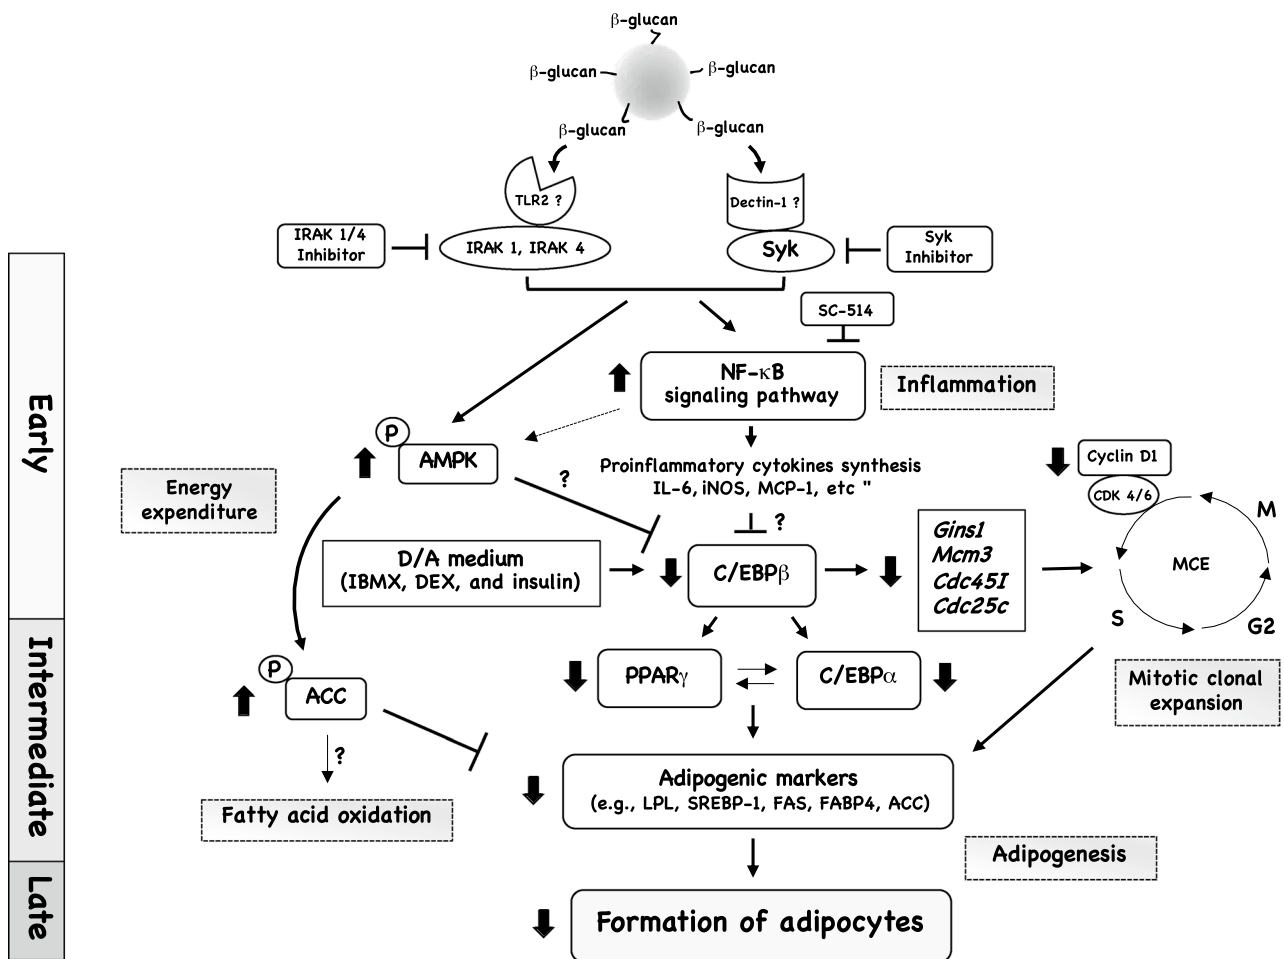 β-glucan
β-glucan
β-glucan
β-glucan
β-glucan
TLR2 ?
Dectin-1 ?
IRAK 1/4
Inhibitor
IRAK 1, IRAK 4
Syk
Syk
Inhibitor
SC-514
NF-κB
signaling pathway
Inflammation
Early
P
AMPK
Energy
expenditure
?
Proinflammatory cytokines synthesis
IL-6, iNOS, MCP-1, etc "
?
Cyclin D1
CDK 4/6
M
MCE
S
G2
D/A medium
(IBMX, DEX, and insulin)
C/EBPβ
Gins1
Mcm3
Cdc45I
Cdc25c
Intermediate
P
ACC
PPARγ
C/EBPα
Mitotic clonal
expansion
?
Fatty acid oxidation
Adipogenic markers
(e.g., LPL, SREBP-1, FAS, FABP4, ACC)
Adipogenesis
Late
Formation of adipocytes